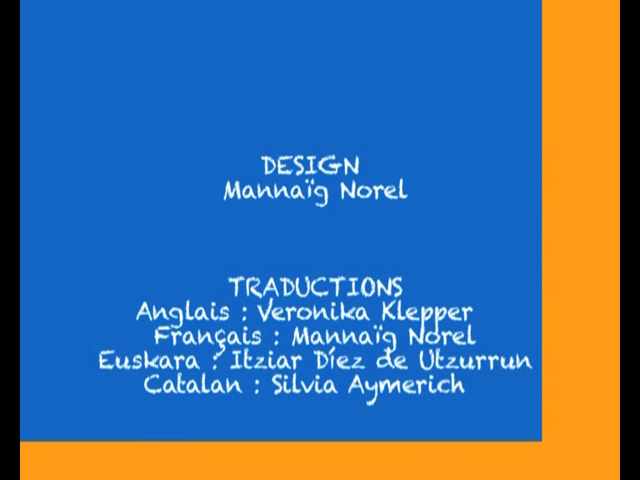 DESIGN
Mannaïg Norel
TRADUCTIONS
Anglais : Veronika Klepper
Français : Mannaïg Norel
Euskara : Itziar Díez de Utzurrun
Catalan : Silvia Aymerich